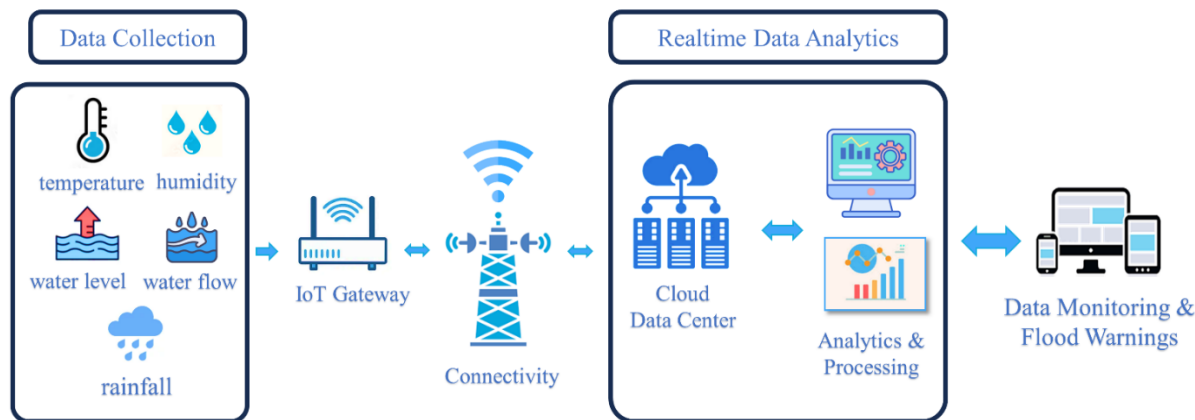 Data Collection
Realtime Data Analytics
temperature
humidity
water level
water flow
rainfall
IoT Gateway
Connectivity
Cloud
Data Center
Analytics &
Processing
Data Monitoring &
Flood Warnings